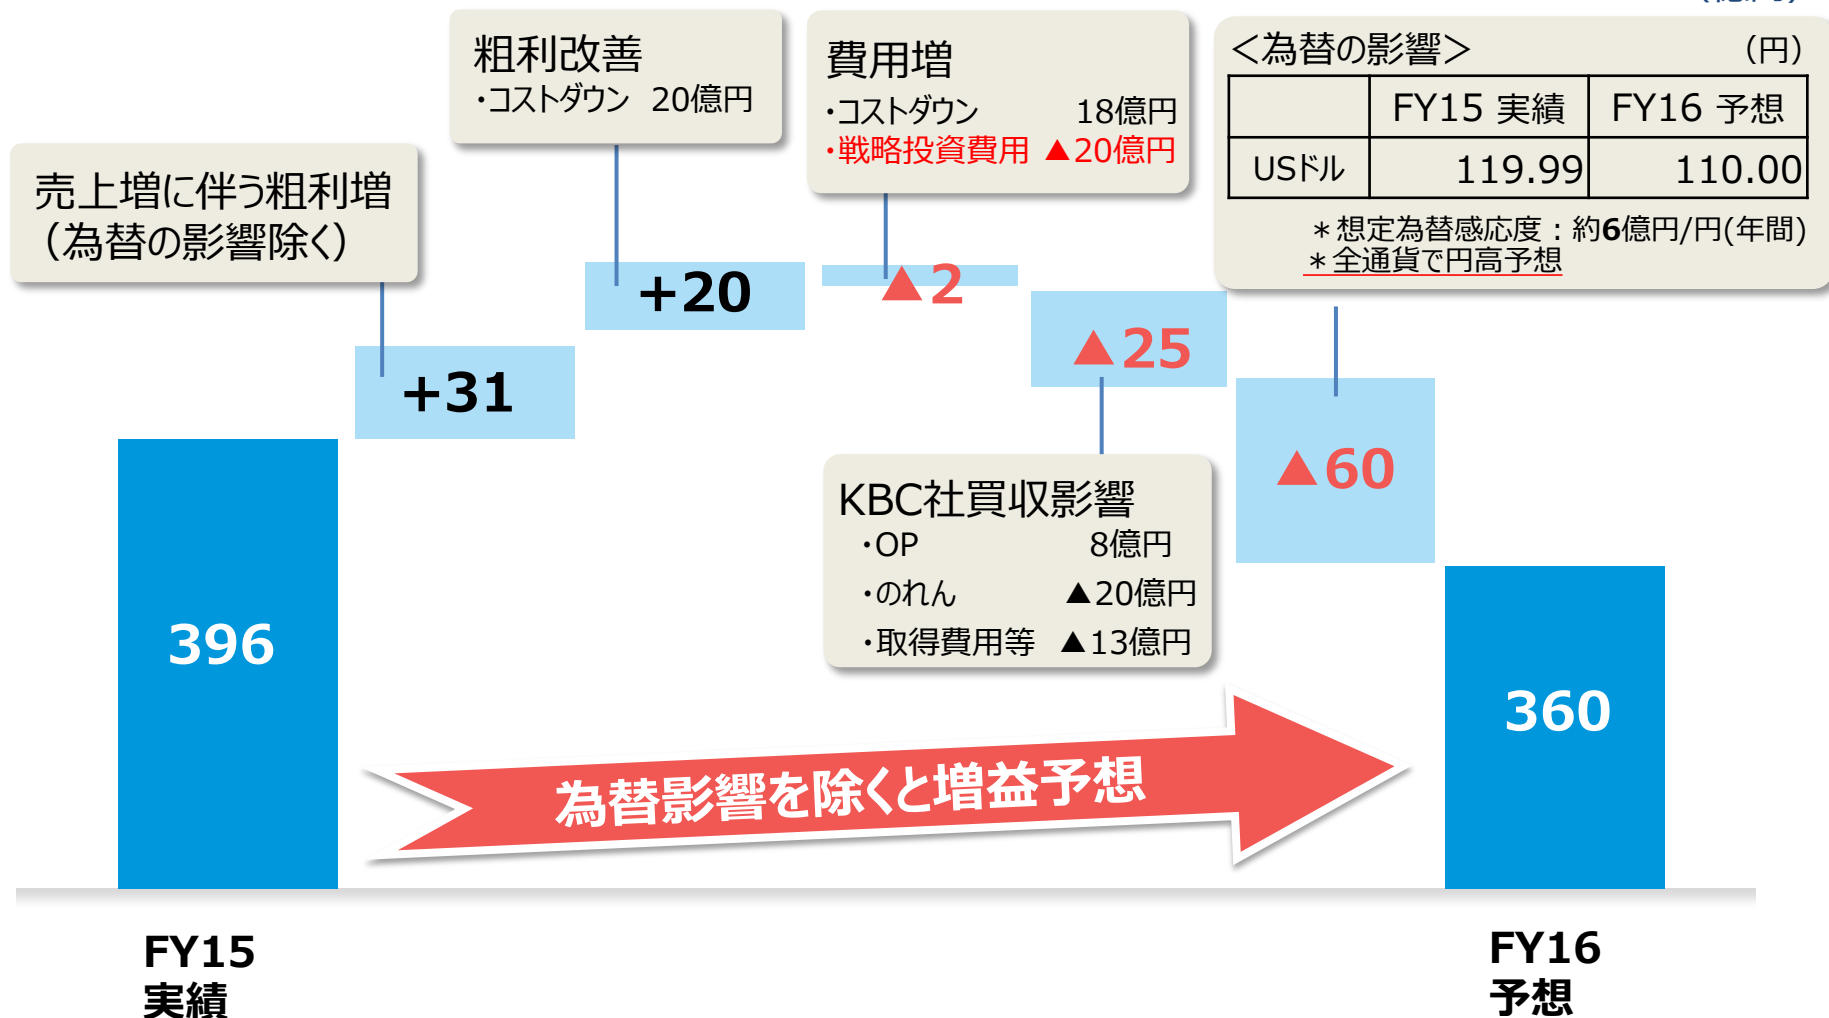 粗利改善
・コストダウン 20億円
費用増
・コストダウン 18億円
・戦略投資費用 ▲20億円
＜為替の影響＞ （円）
FY15 実績 FY16 予想
USドル 119.99 110.00
＊想定為替感応度：約6億円/円(年間)
＊全通貨で円高予想
売上増に伴う粗利増
（為替の影響除く）
+31
+20
▲2
▲25
▲60
KBC社買収影響
・OP 8億円
・のれん ▲20億円
・取得費用等 ▲13億円
396
360
為替影響を除くと増益予想
FY15
実績
FY16
予想